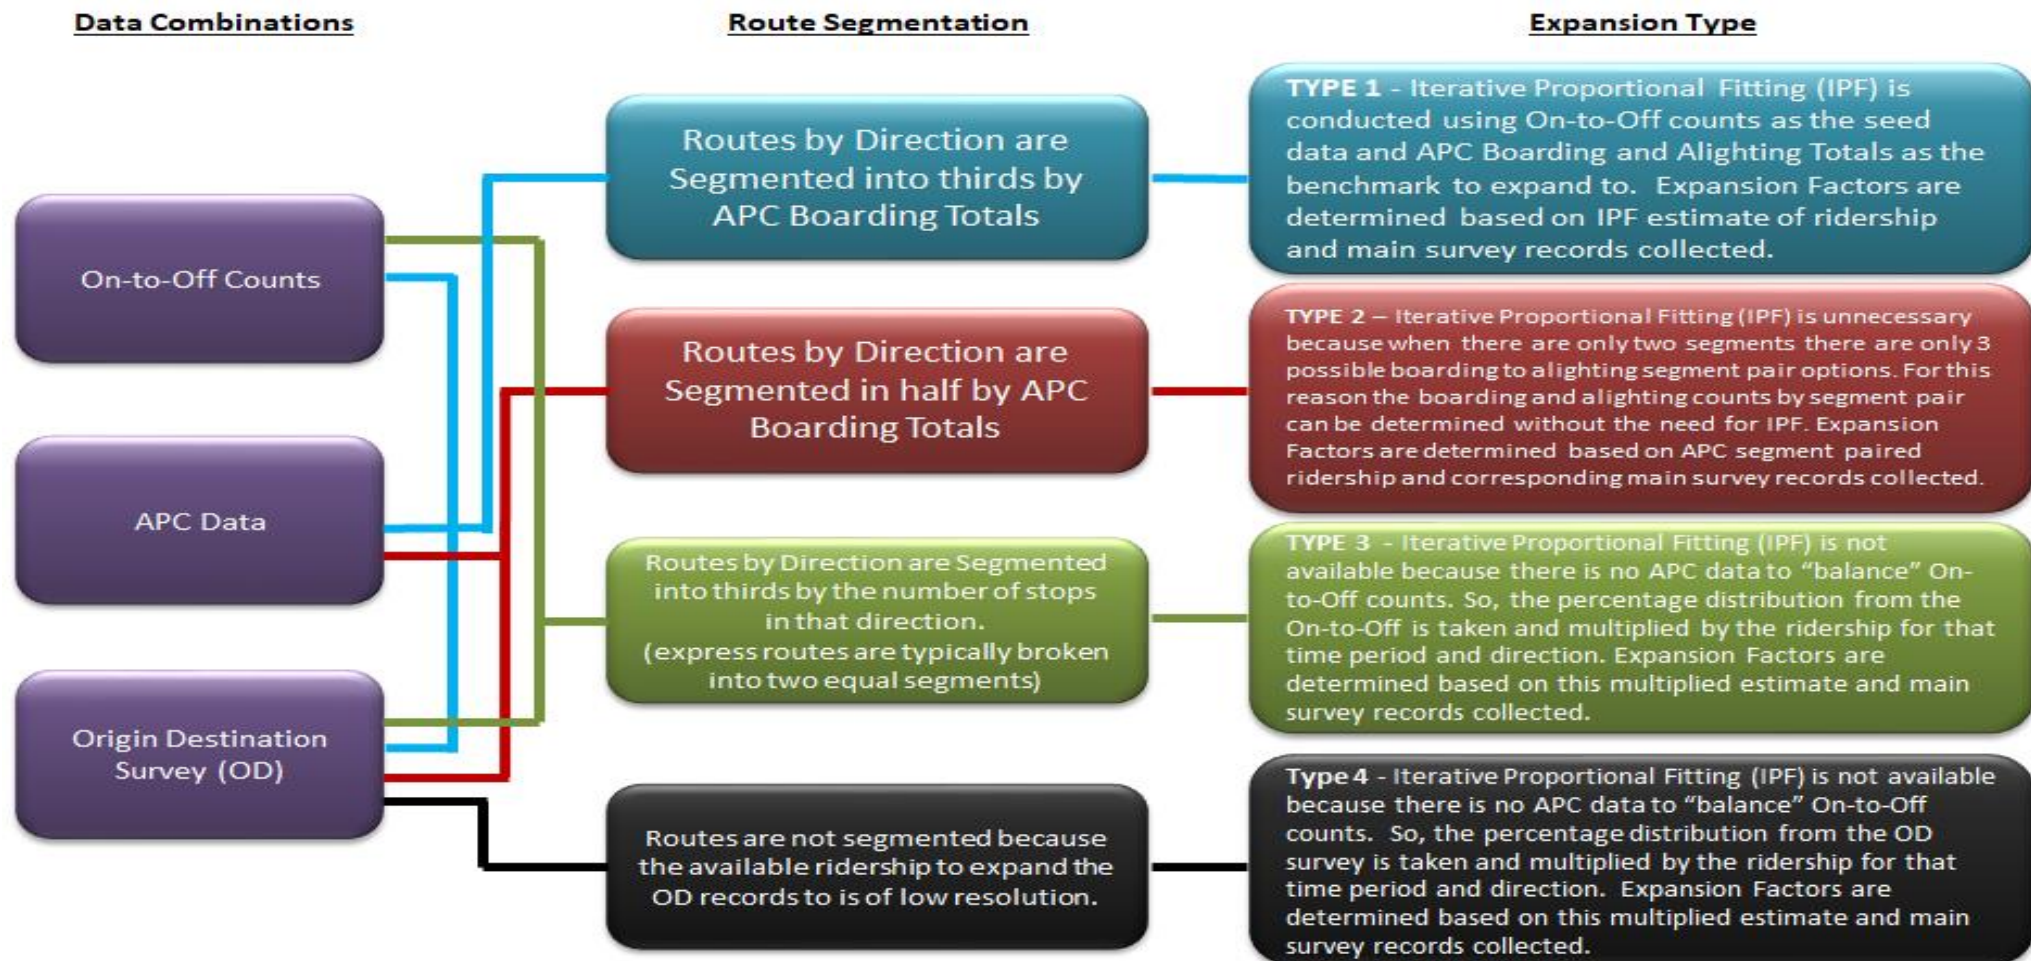 Data Combinations
Route Segmentation
Expansion Type
On-to-Off Counts
APC Data
Origin Destination
Survey (OD)
Routes by Direction are
Segmented into thirds by
APC Boarding Totals
Routes by Direction are
Segmented in half by APC
Boarding Totals
Routes by Direction are Segmented
into thirds by the number of stops
in that direction.
(express routes are typically broken
into two equal segments)
Routes are not segmented because
the available ridership to expand the
OD records to is of low resolution.
TYPE 1 - Iterative Proportional Fitting (IPF) is
conducted using On-to-Off counts as the seed
data and APC Boarding and Alighting Totals as the
benchmark to expand to. Expansion Factors are
determined based on IPF estimate of ridership
and main survey records collected.
TYPE 2 – Iterative Proportional Fitting (IPF) is unnecessary
because when there are only two segments there are only 3
possible boarding to alighting segment pair options. For this
reason the boarding and alighting counts by segment pair
can be determined without the need for IPF. Expansion
Factors are determined based on APC segment paired
ridership and corresponding main survey records collected.
TYPE 3 - Iterative Proportional Fitting (IPF) is not
available because there is no APC data to “balance” On-
to-Off counts. So, the percentage distribution from the
On-to-Off is taken and multiplied by the ridership for that
time period and direction. Expansion Factors are
determined based on this multiplied estimate and main
survey records collected.
Type 4 - Iterative Proportional Fitting (IPF) is not available
because there is no APC data to “balance” On-to-Off
counts. So, the percentage distribution from the OD
survey is taken and multiplied by the ridership for that
time period and direction. Expansion Factors are
determined based on this multiplied estimate and main
survey records collected.